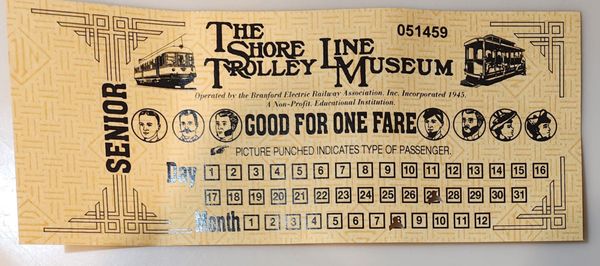 051459
THE SHORE LINE
TROLLEY MUSEUM
Operated by the Branford Electric Railway Association, Inc. Incorporated 1945.
A Non-Profit, Educational Institution.
SENIOR
GOOD FOR ONE FARE
PICTURE PUNCHED INDICATES TYPE OF PASSENGER.
Day 1 2 3 4 5 6 7 8 9 10 11 12 13 14 15 16
17 18 19 20 21 22 23 24 25 26 27 28 29 30 31
Month 1 2 3 4 5 6 7 8 9 10 11 12